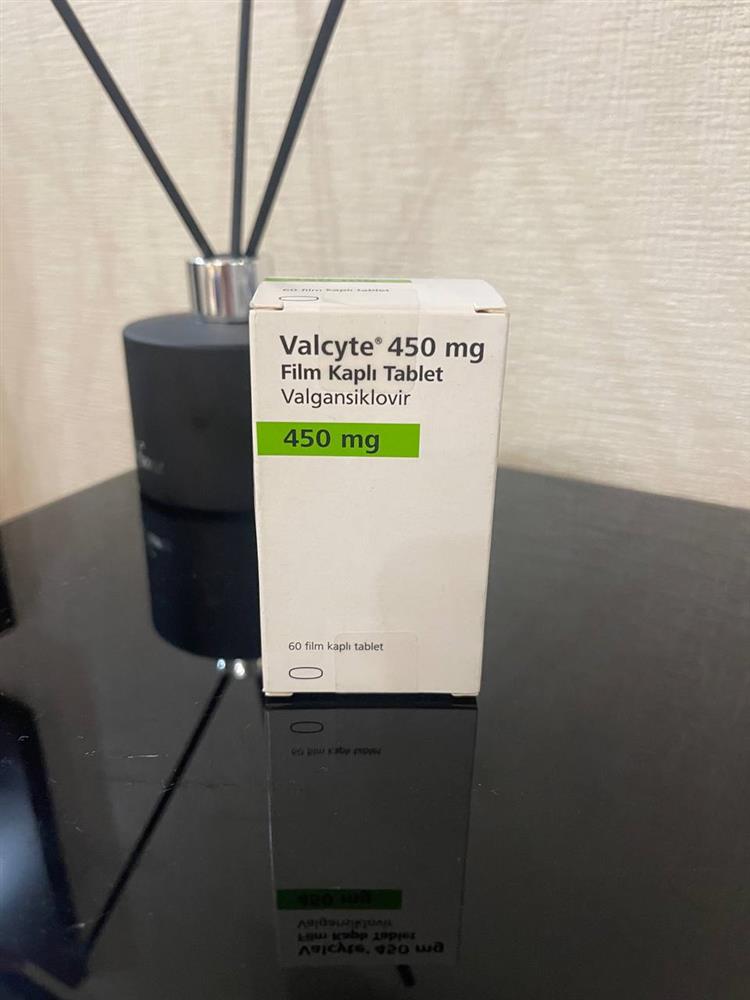 60 film kaplı tablet
Valcyte® 450 mg
Film Kaplı Tablet
Valgansiklovir
450 mg
60 film kaplı tablet